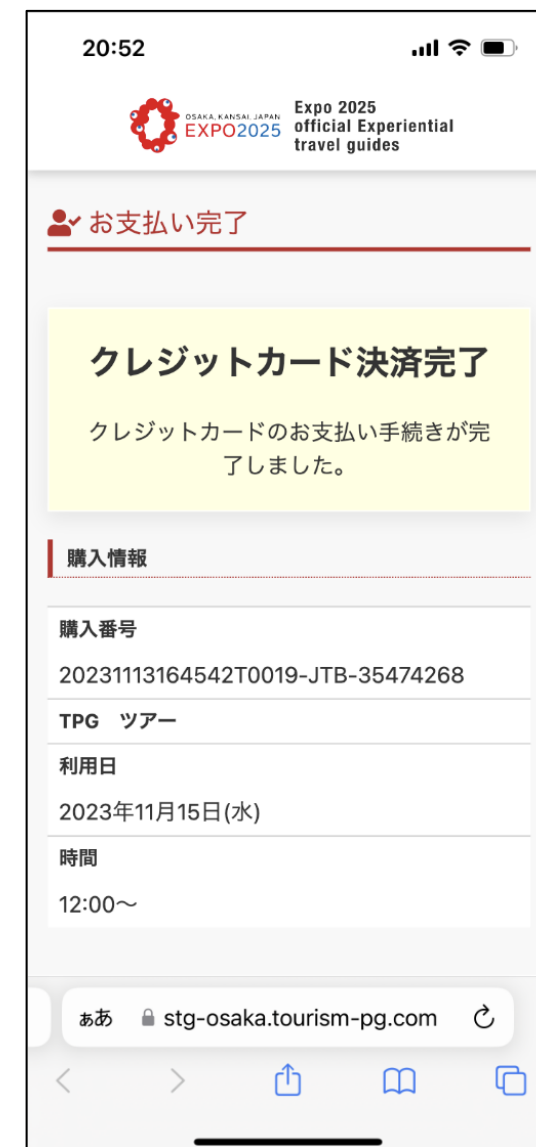 20:52
OSAKA, KANSAI, JAPAN
EXPO2025
Expo 2025
official Experiential
travel guides
お支払い完了
クレジットカード決済完了
クレジットカードのお支払い手続きが完
了しました。
購入情報
購入番号
20231113164542T0019-JTB-35474268
TPG　ツアー
利用日
2023年11月15日(水)
時間
12:00〜
ぁあ stg-osaka.tourism-pg.com